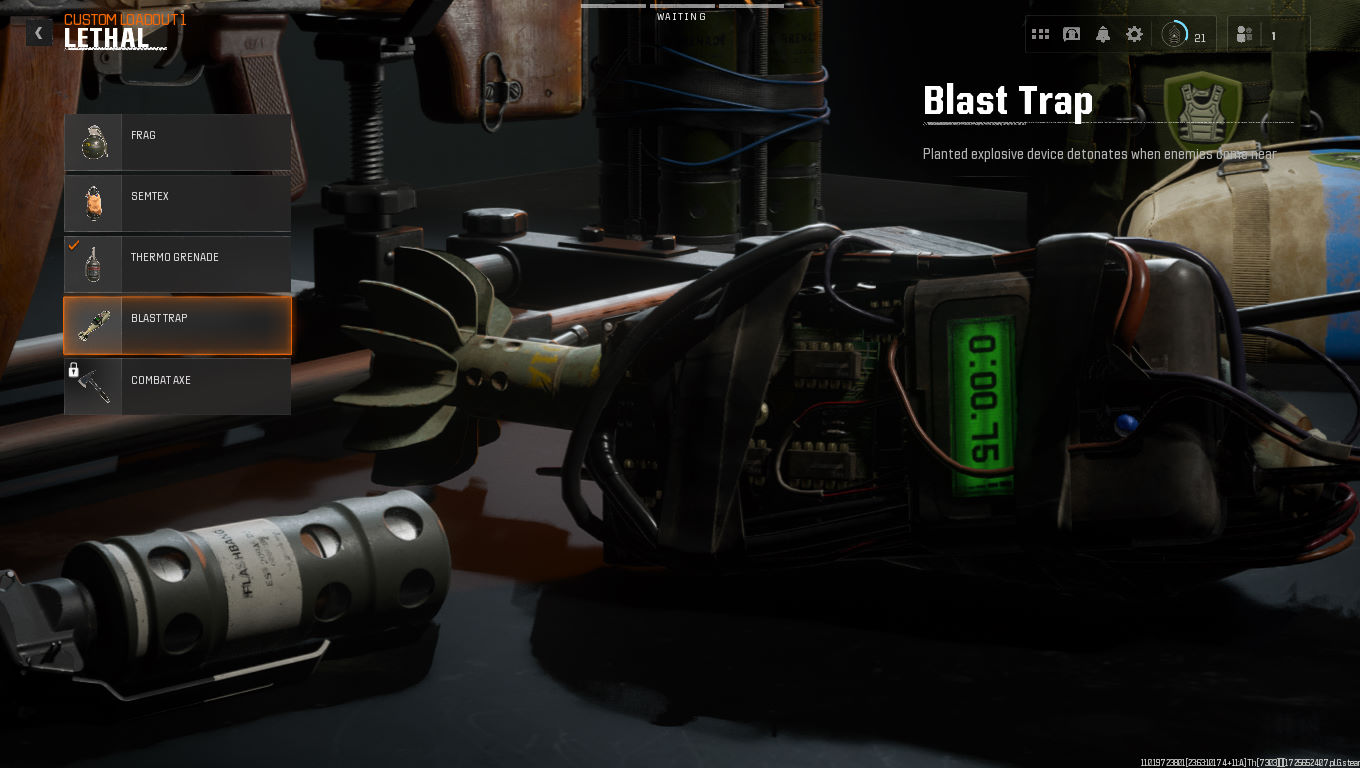 CUSTOM LOADOUT 1
LETHAL
WAITING
21
1
Blast Trap
Planted explosive device detonates when enemies come near
FRAG
SEMTEX
THERMO GRENADE
BLAST TRAP
COMBAT AXE
0:00.75
FLASHBANG